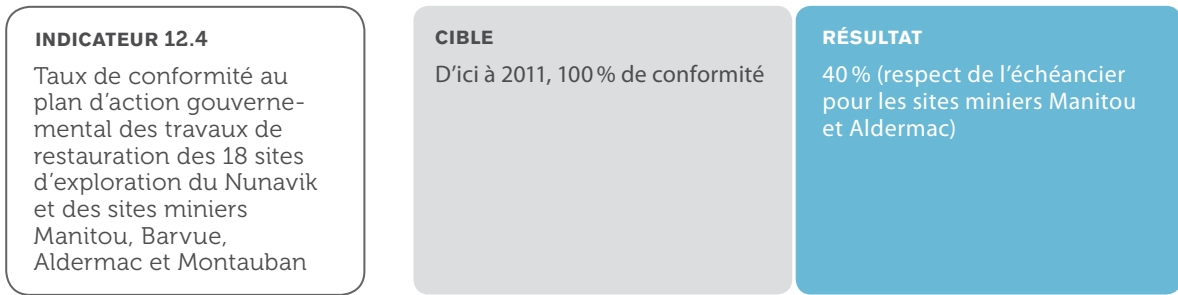 INDICATEUR 12.4
Taux de conformité au
plan d'action gouverne-
mental des travaux de
restauration des 18 sites
d'exploration du Nunavik
et des sites miniers
Manitou, Barvue,
Aldermac et Montauban
CIBLE
D'ici à 2011, 100 % de conformité
RÉSULTAT
40 % (respect de l'échéancier
pour les sites miniers Manitou
et Aldermac)